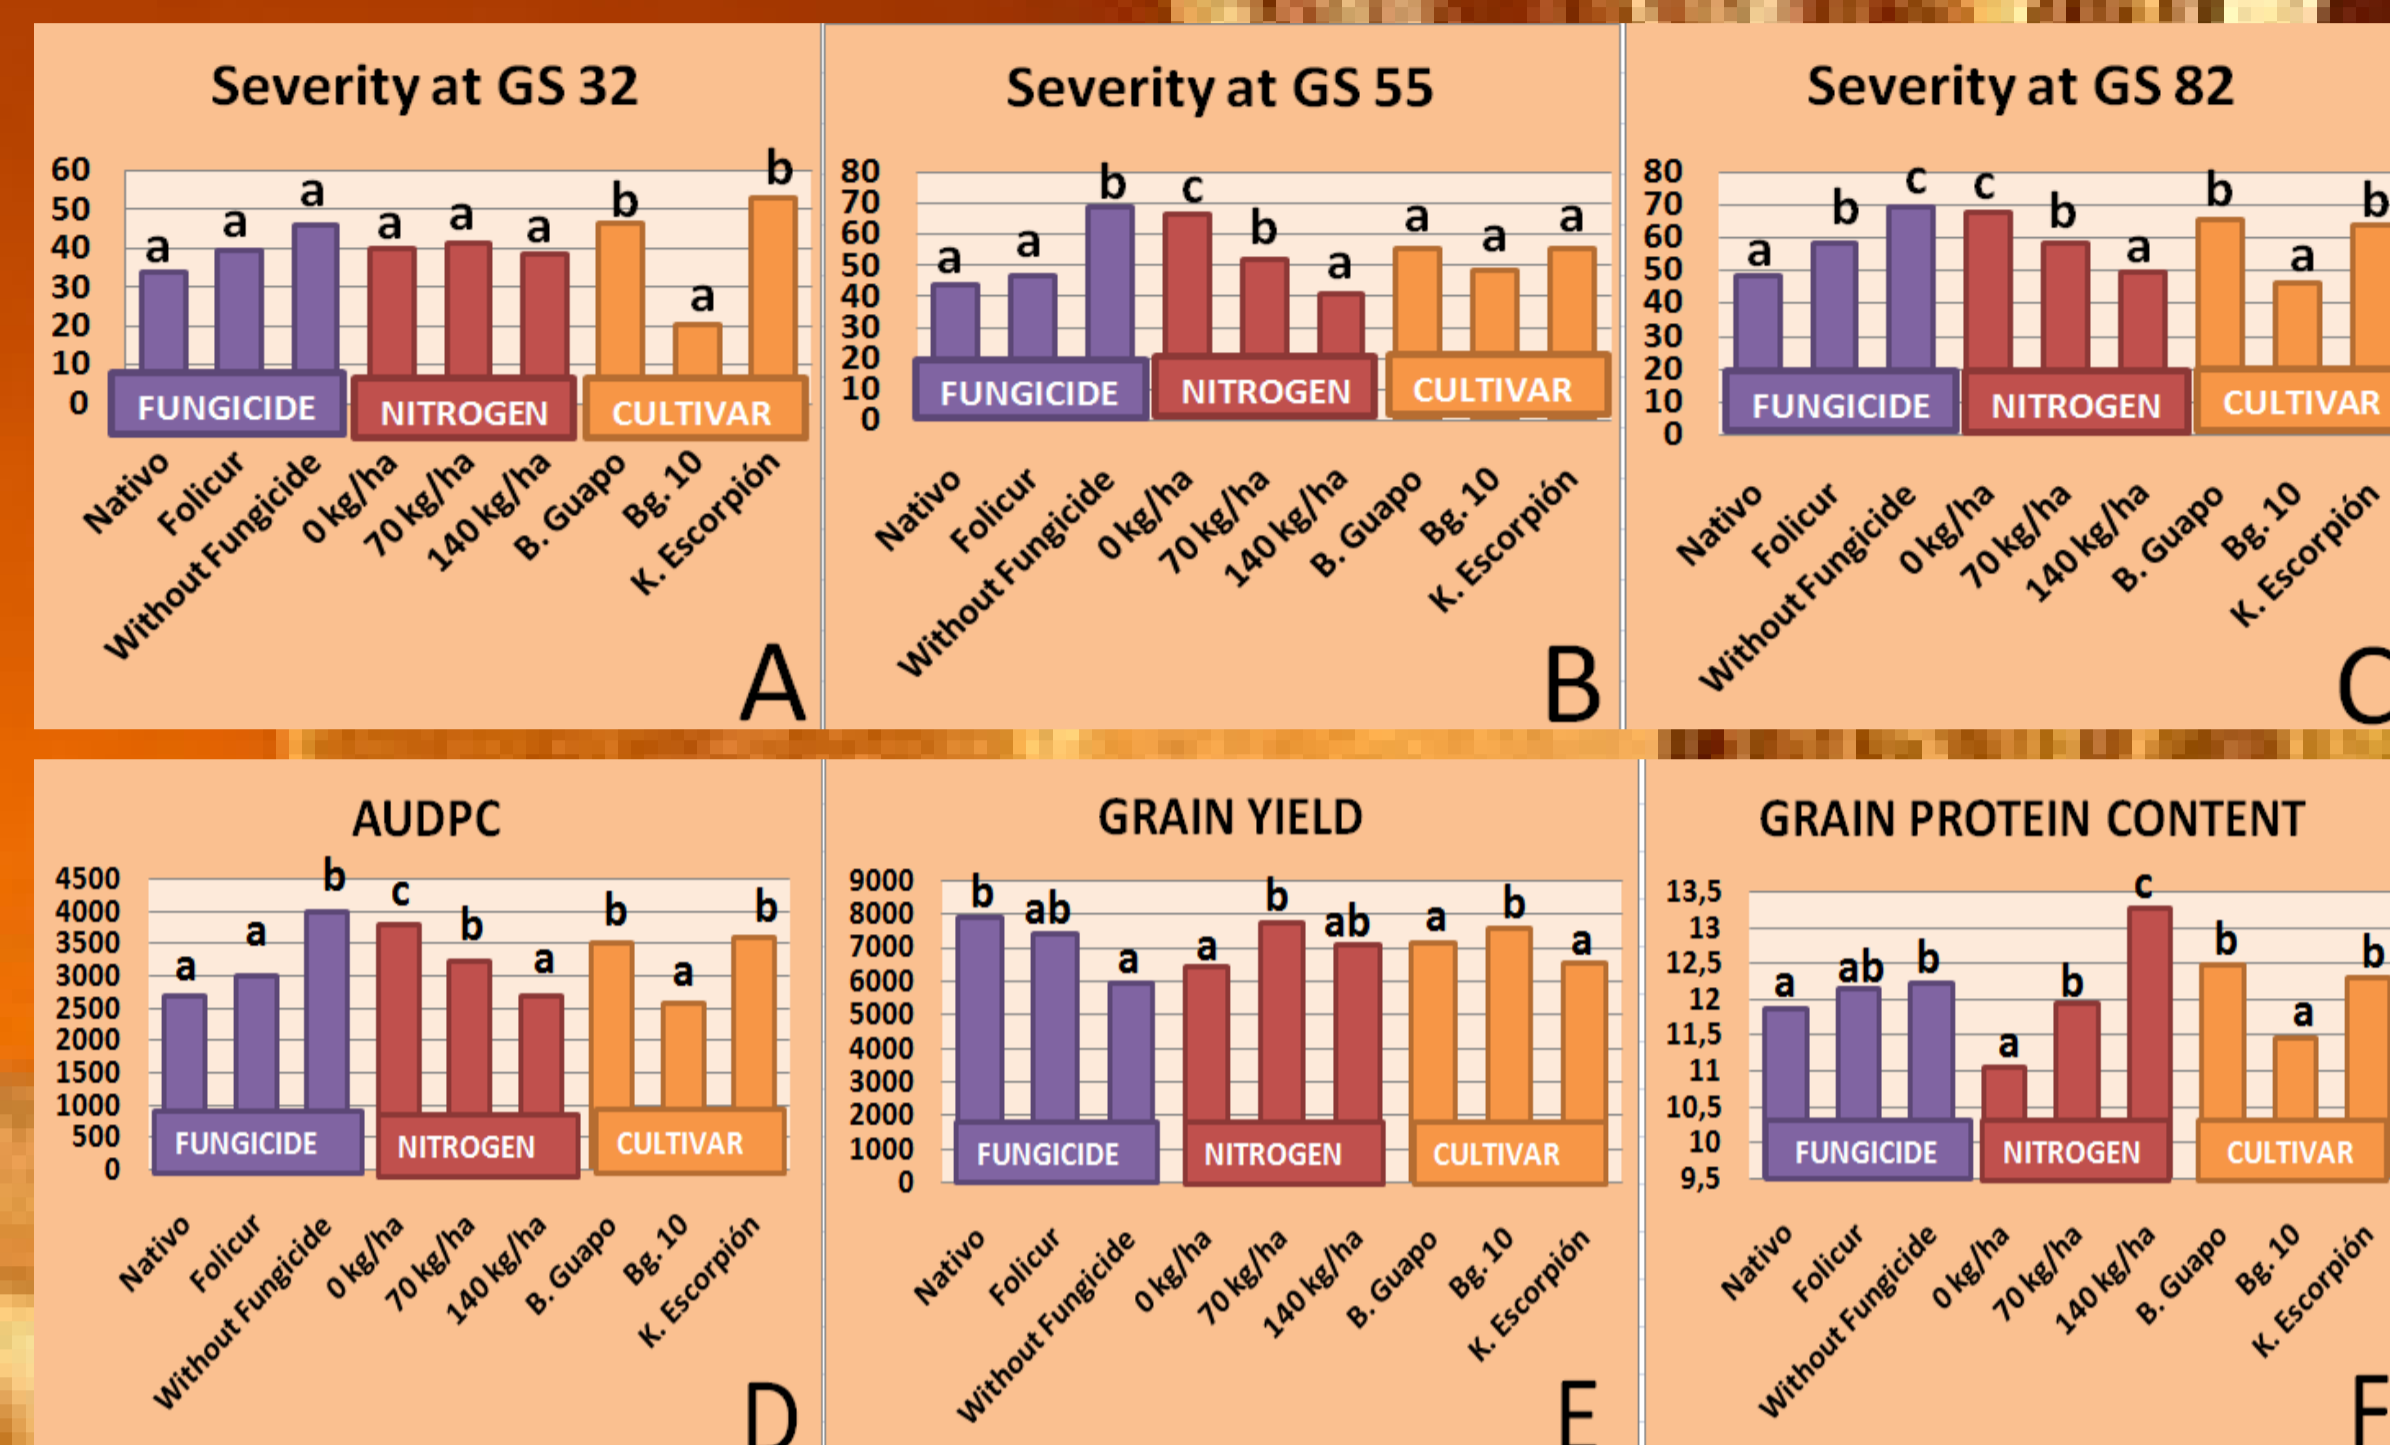 Severity at GS 32
60
50
40
30
20
10
0
a a a a a a b a b
FUNGICIDE NITROGEN CULTIVAR
Nativo
Folicur
Without Fungicide
0 kg/ha
70 kg/ha
140 kg/ha
B. Guapo
Bg. 10
K. Escorpión
A
Severity at GS 55
80
70
60
50
40
30
20
10
0
a a b c b a a a a
FUNGICIDE NITROGEN CULTIVAR
Nativo
Folicur
Without Fungicide
0 kg/ha
70 kg/ha
140 kg/ha
B. Guapo
Bg. 10
K. Escorpión
B
Severity at GS 82
80
70
60
50
40
30
20
10
0
a b c c b a b a b
FUNGICIDE NITROGEN CULTIVAR
Nativo
Folicur
Without Fungicide
0 kg/ha
70 kg/ha
140 kg/ha
B. Guapo
Bg. 10
K. Escorpión
C
AUDPC
4500
4000
3500
3000
2500
2000
1500
1000
500
0
a a b c b a b a b
FUNGICIDE NITROGEN CULTIVAR
Nativo
Folicur
Without Fungicide
0 kg/ha
70 kg/ha
140 kg/ha
B. Guapo
Bg. 10
K. Escorpión
D
GRAIN YIELD
9000
8000
7000
6000
5000
4000
3000
2000
1000
0
b ab a a b ab a b a
FUNGICIDE NITROGEN CULTIVAR
Nativo
Folicur
Without Fungicide
0 kg/ha
70 kg/ha
140 kg/ha
B. Guapo
Bg. 10
K. Escorpión
E
GRAIN PROTEIN CONTENT
13,5
13
12,5
12
11,5
11
10,5
10
9,5
a ab b a b c b a b
FUNGICIDE NITROGEN CULTIVAR
Nativo
Folicur
Without Fungicide
0 kg/ha
70 kg/ha
140 kg/ha
B. Guapo
Bg. 10
K. Escorpión
F